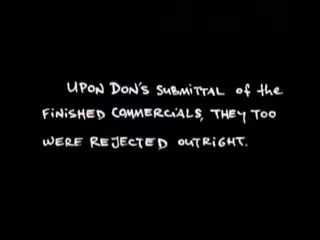 UPON DON'S SUBMITTAL of the
FINISHED COMMERCIALS, THEY TOO
WERE REJECTED OUTRIGHT.